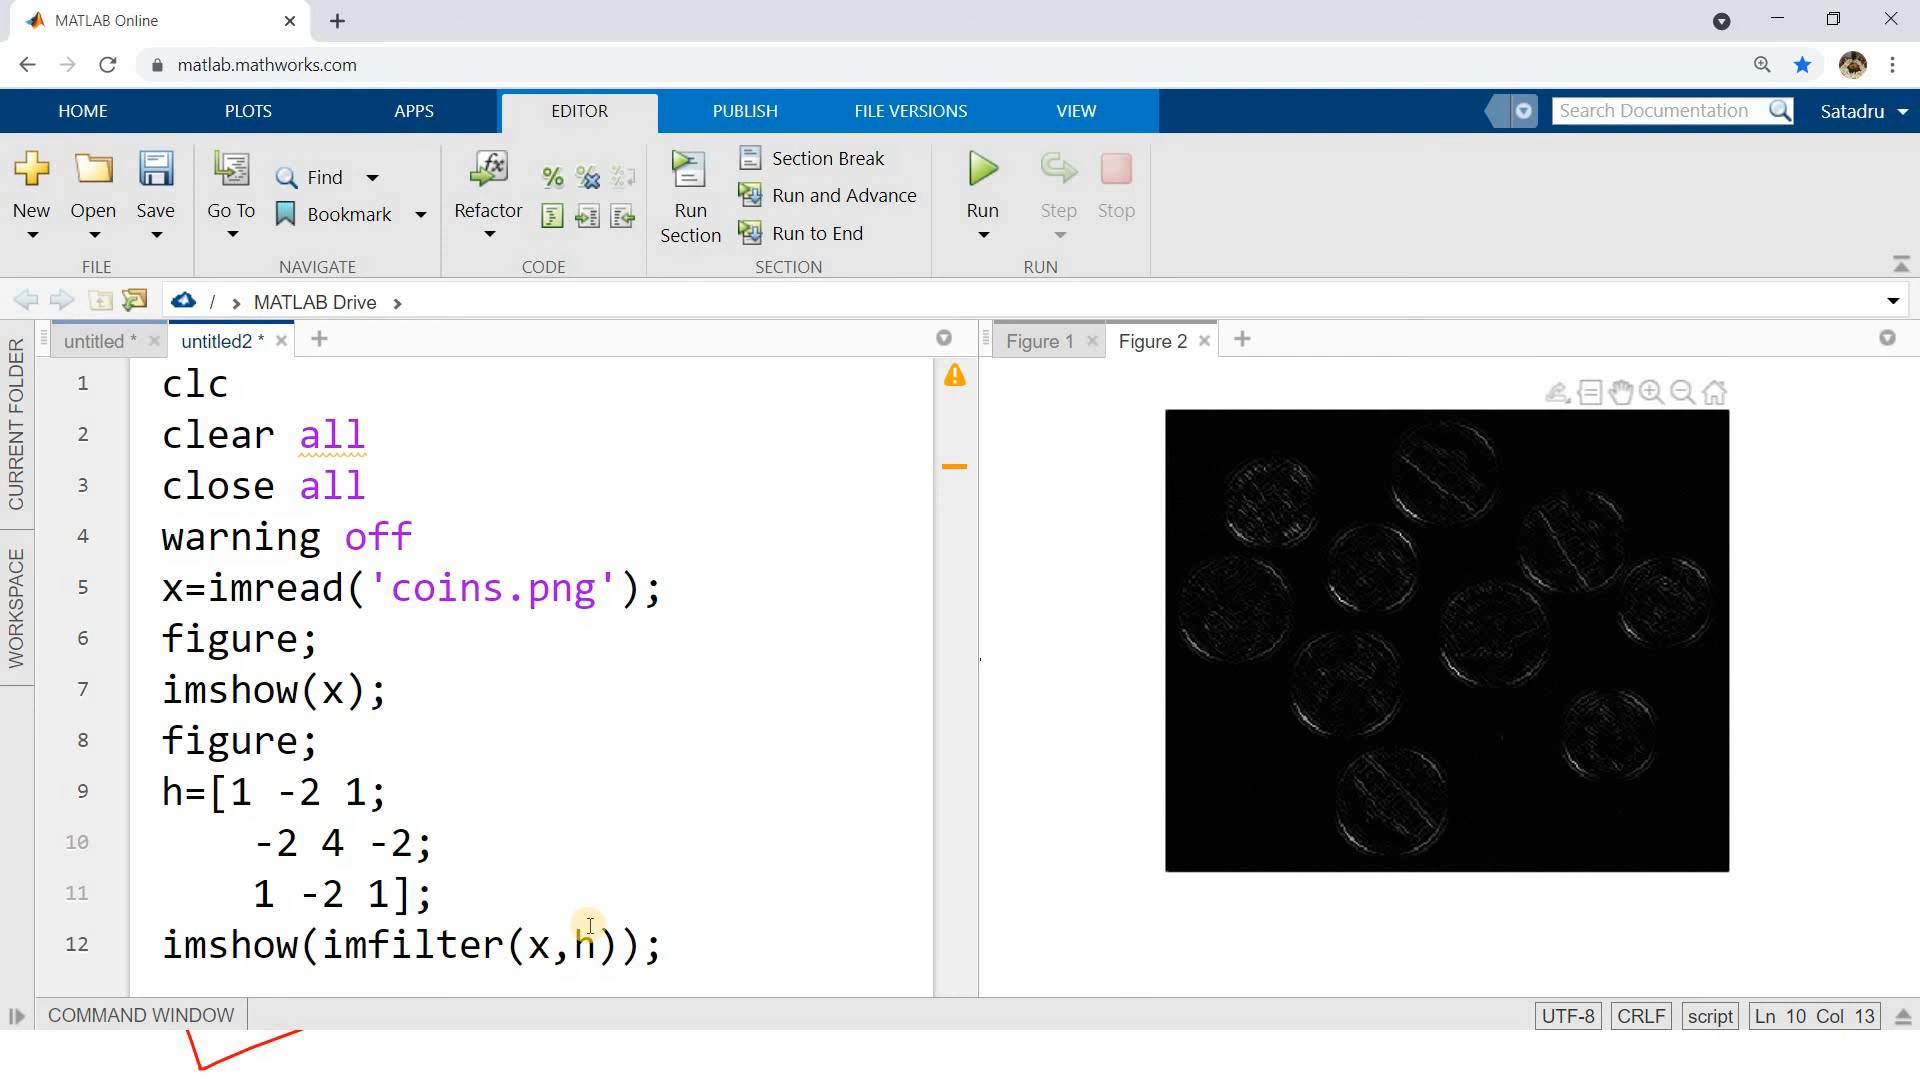 MATLAB Online
matlab.mathworks.com
HOME PLOTS APPS EDITOR PUBLISH FILE VERSIONS VIEW Search Documentation Satadru
New Open Save Go To Find Bookmark Refactor Run Section Section Break Run and Advance Run to End Run Step Stop
FILE NAVIGATE CODE SECTION RUN
/ › MATLAB Drive ›
CURRENT FOLDER
WORKSPACE
untitled * untitled2 *
Figure 1 Figure 2
1 clc
2 clear all
3 close all
4 warning off
5 x=imread('coins.png');
6 figure;
7 imshow(x);
8 figure;
9 h=[1 -2 1;
10 -2 4 -2;
11 1 -2 1];
12 imshow(imfilter(x,h));
COMMAND WINDOW
UTF-8 CRLF script Ln 10 Col 13